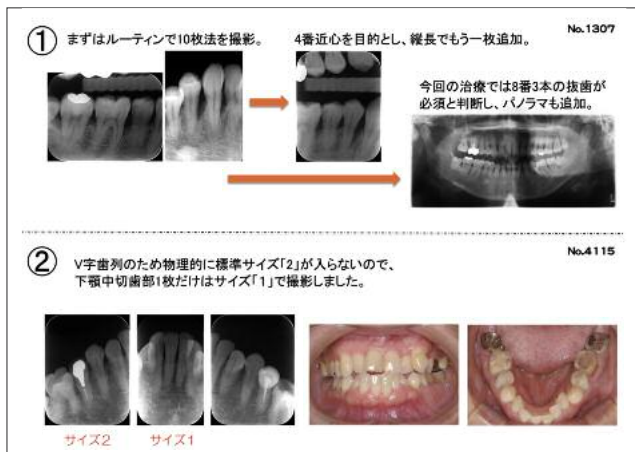 No.1307
① まずはルーティンで10枚法を撮影。
4番近心を目的とし、縦長でもう一枚追加。
今回の治療では8番3本の抜歯が
必須と判断し、パノラマも追加。
No.4115
② V字歯列のため物理的に標準サイズ「2」が入らないので、
下顎中切歯部1枚だけはサイズ「1」で撮影しました。
サイズ2
サイズ1